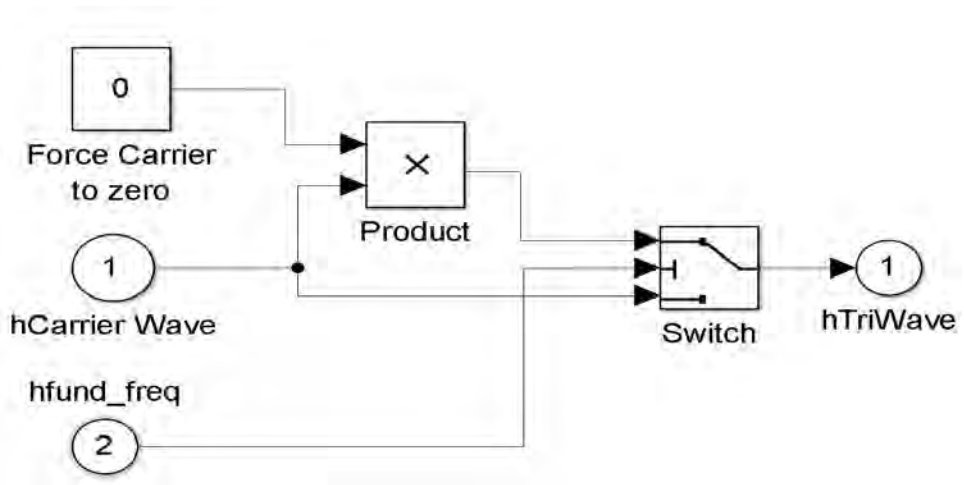 0
Force Carrier
to zero
×
Product
1
hCarrier Wave
Switch
1
hTriWave
hfund_freq
2